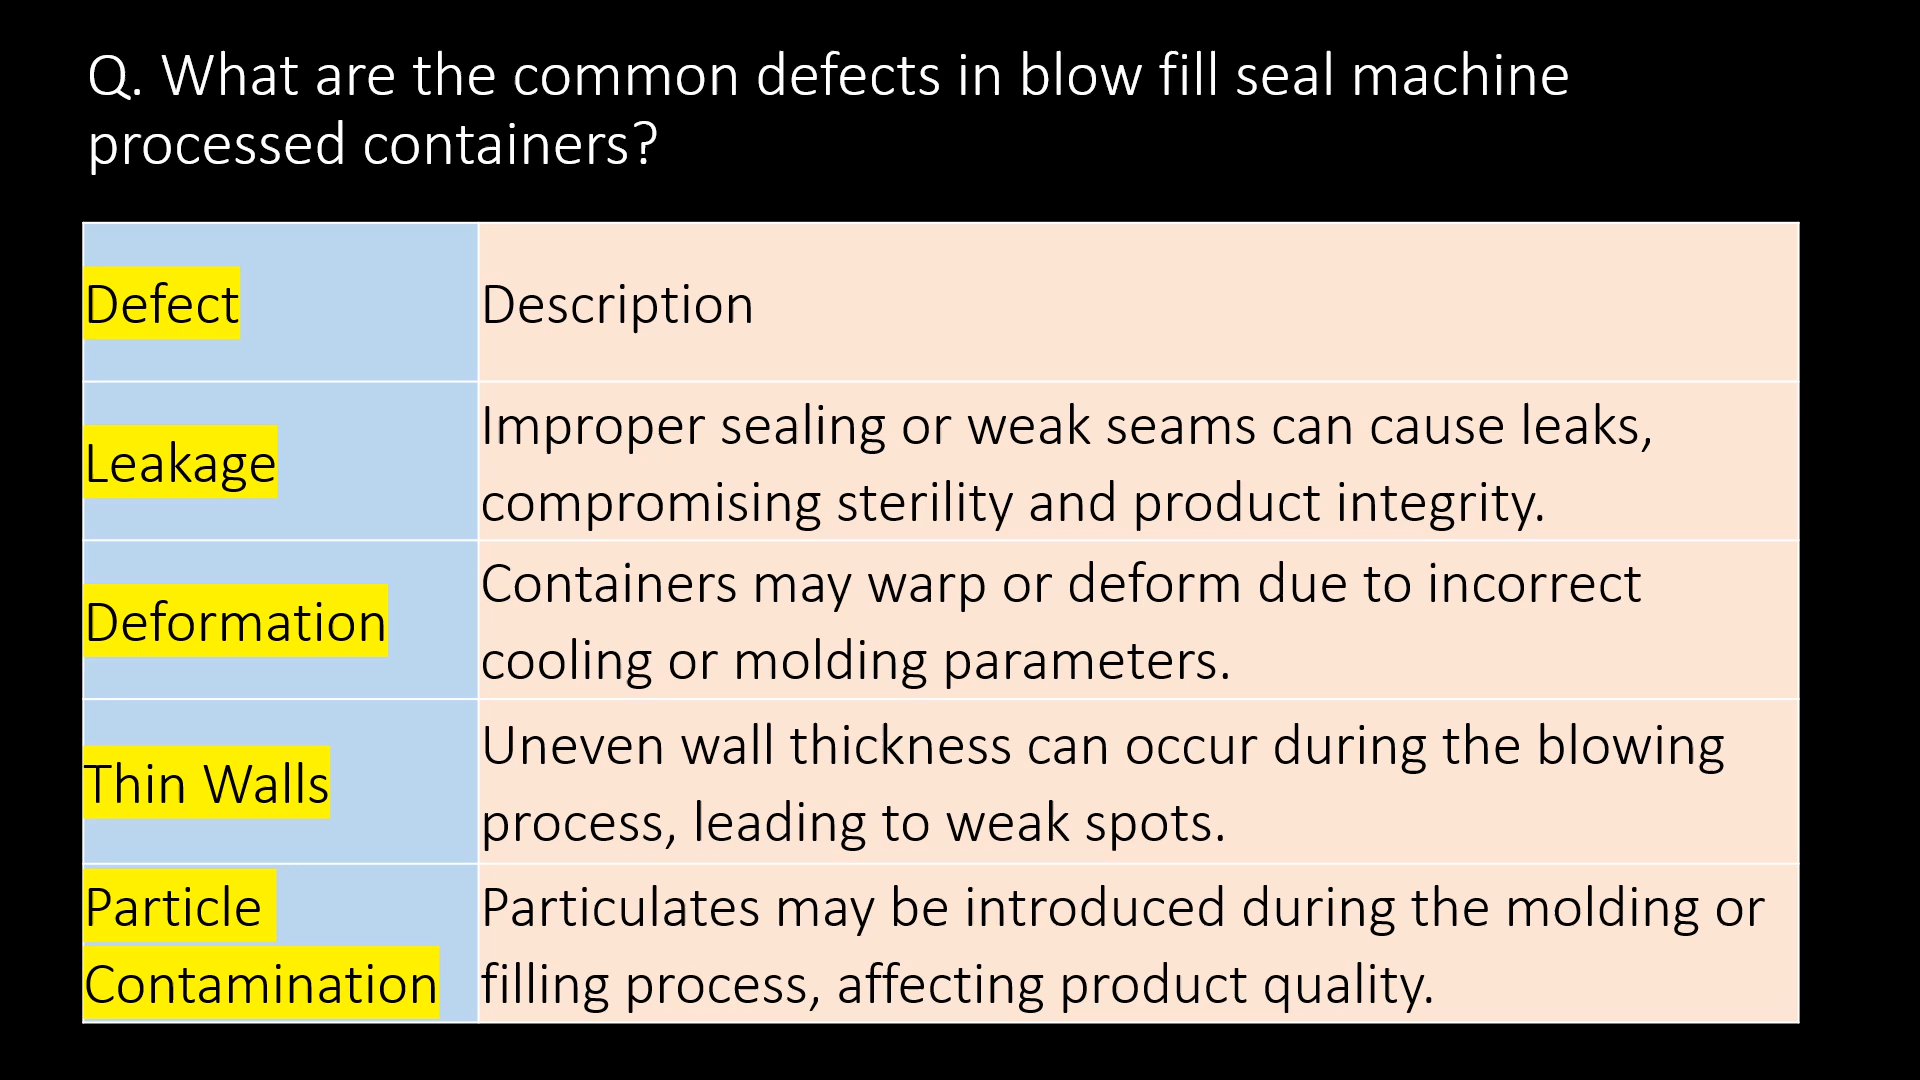 Q. What are the common defects in blow fill seal machine
processed containers?
Defect
Description
Leakage
Improper sealing or weak seams can cause leaks,
compromising sterility and product integrity.
Deformation
Containers may warp or deform due to incorrect
cooling or molding parameters.
Thin Walls
Uneven wall thickness can occur during the blowing
process, leading to weak spots.
Particle
Contamination
Particulates may be introduced during the molding or
filling process, affecting product quality.